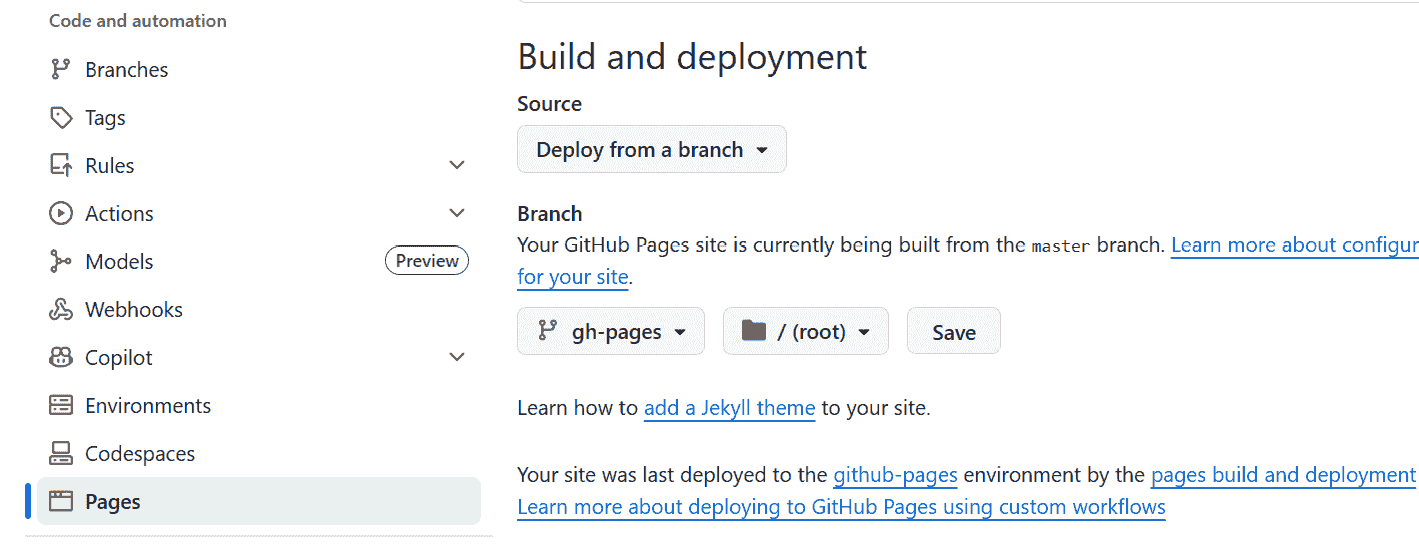 Code and automation
Branches
Tags
Rules
Actions
Models
Preview
Webhooks
Copilot
Environments
Codespaces
Pages
Build and deployment
Source
Deploy from a branch
Branch
Your GitHub Pages site is currently being built from the master branch. Learn more about configur
for your site.
gh-pages
/ (root)
Save
Learn how to add a Jekyll theme to your site.
Your site was last deployed to the github-pages environment by the pages build and deployment
Learn more about deploying to GitHub Pages using custom workflows